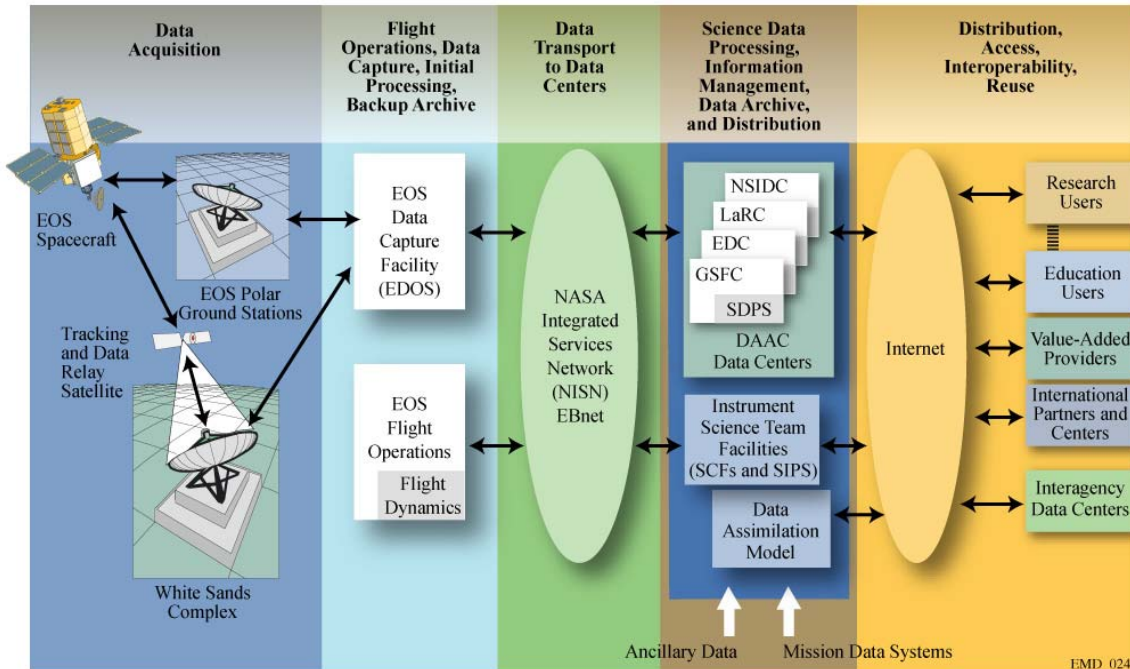 Data
Acquisition
Flight
Operations, Data
Capture, Initial
Processing,
Backup Archive
Data
Transport
to Data
Centers
Science Data
Processing,
Information
Management,
Data Archive,
and Distribution
Distribution,
Access,
Interoperability,
Reuse
EOS
Spacecraft
EOS Polar
Ground Stations
Tracking
and Data
Relay
Satellite
White Sands
Complex
EOS
Data
Capture
Facility
(EDOS)
EOS
Flight
Operations
Flight
Dynamics
NASA
Integrated
Services
Network
(NISN)
EBnet
NSIDC
LaRC
EDC
GSFC
SDPS
DAAC
Data Centers
Instrument
Science Team
Facilities
(SCFs and SIPS)
Data
Assimilation
Model
Ancillary Data
Mission Data Systems
Internet
Research
Users
Education
Users
Value-Added
Providers
International
Partners and
Centers
Interagency
Data Centers
EMD_024